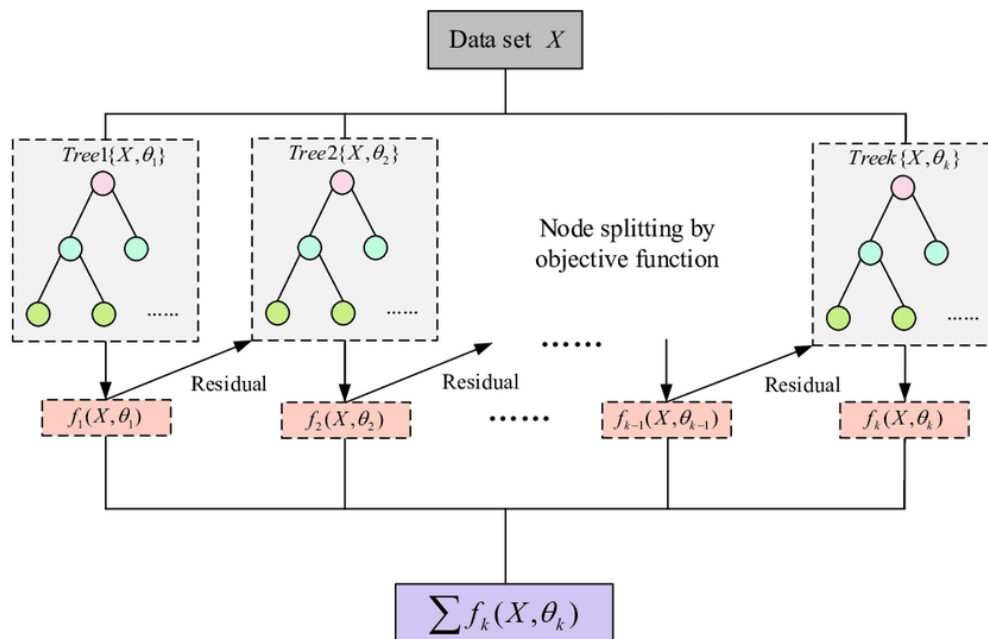 Data set X
Tree1{X,θ₁}
Tree2{X,θ₂}
Treek{X,θₖ}
Node splitting by
objective function
......
......
......
......
Residual
Residual
Residual
f₁(X,θ₁)
f₂(X,θ₂)
......
fₖ₋₁(X,θₖ₋₁)
fₖ(X,θₖ)
∑fₖ(X,θₖ)